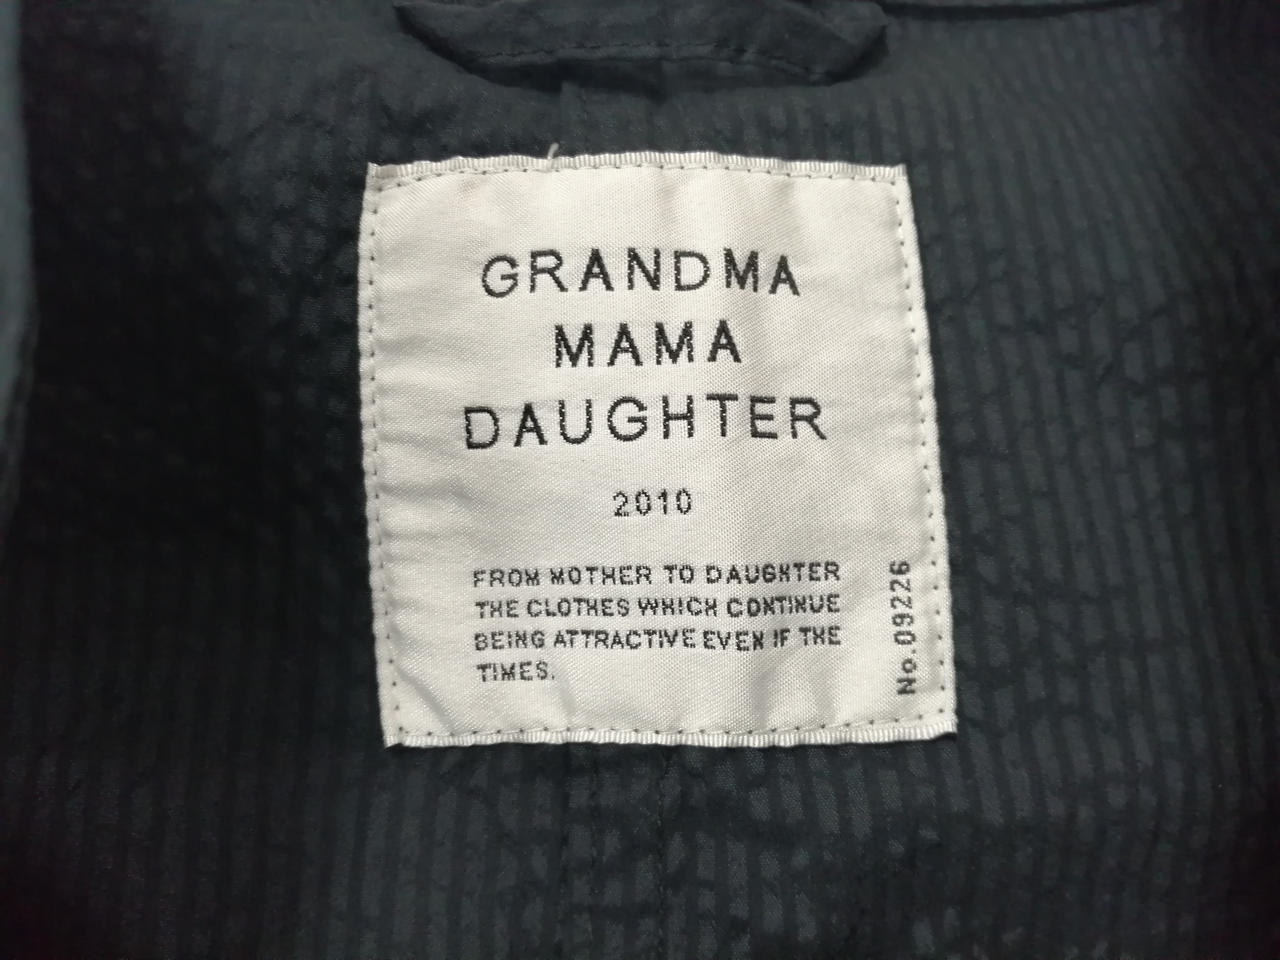 GRANDMA
MAMA
DAUGHTER
2010
FROM MOTHER TO DAUGHTER
THE CLOTHES WHICH CONTINUE
BEING ATTRACTIVE EVEN IF THE
TIMES.
No.09226